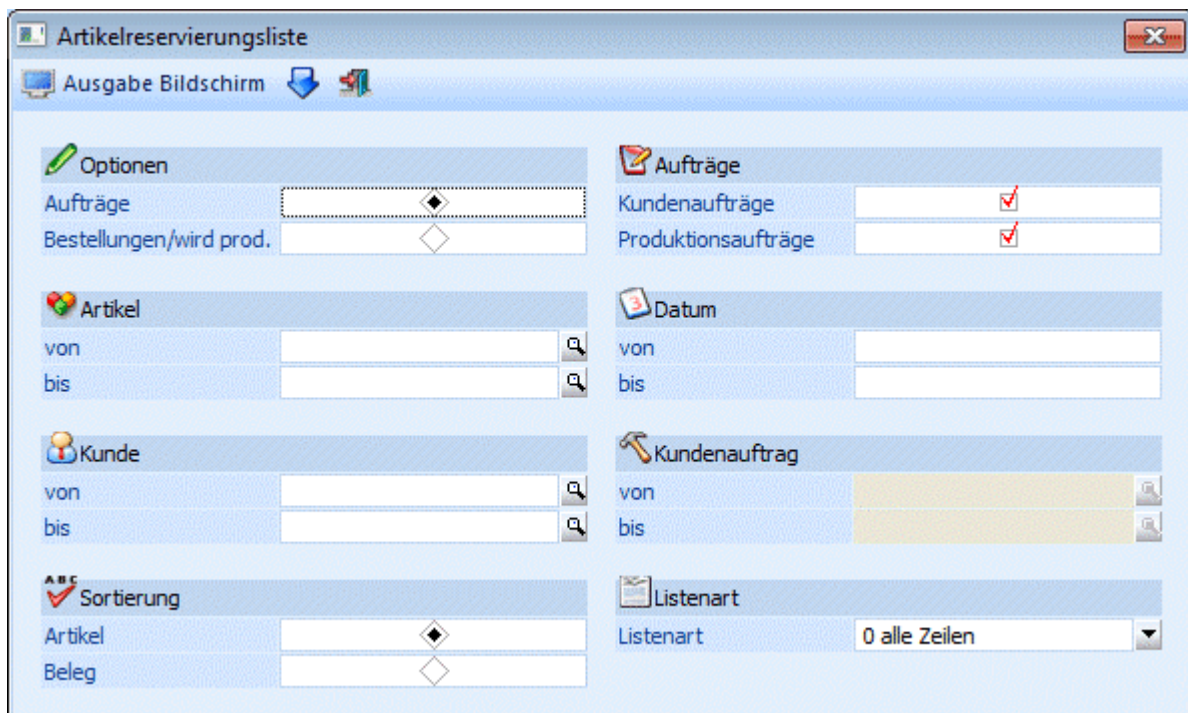 Artikelreservierungsliste
Ausgabe Bildschirm
Optionen
Aufträge
Bestellungen/wird prod.
Aufträge
Kundenaufträge
Produktionsaufträge
Artikel
von
bis
3
Datum
von
bis
Kunde
von
bis
Kundenauftrag
von
bis
ABC
Sortierung
Artikel
Beleg
Listenart
Listenart 0 alle Zeilen